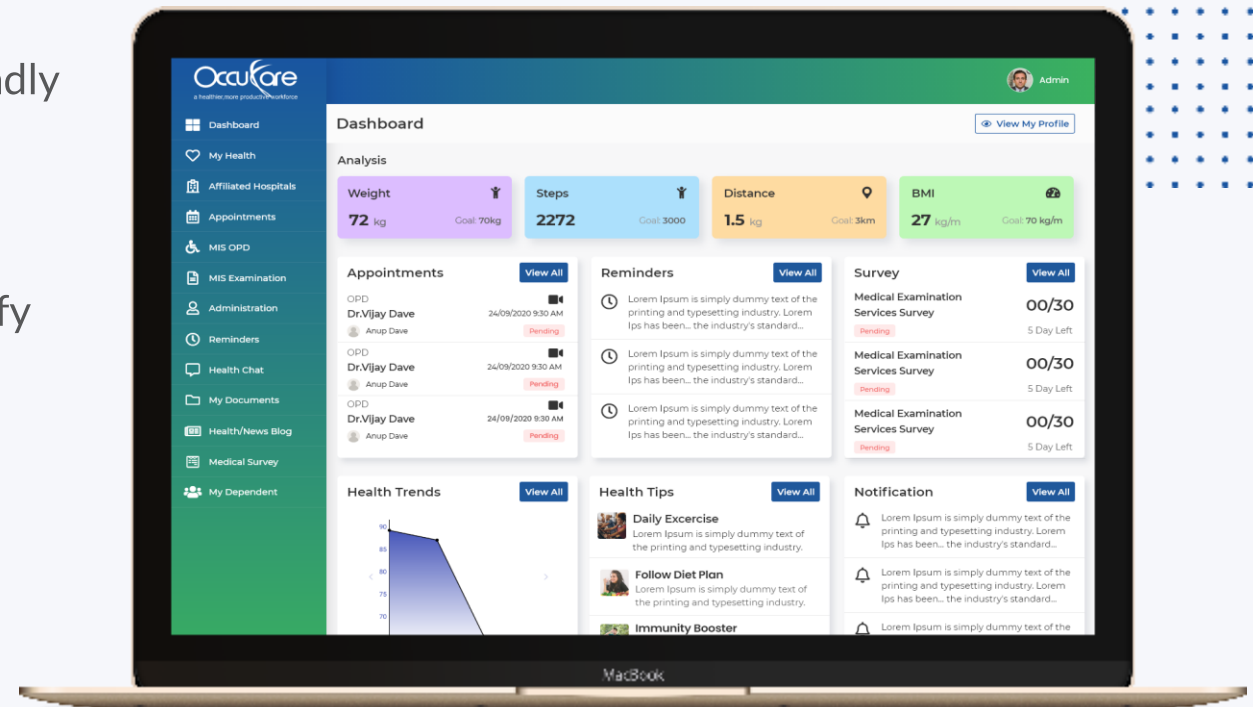 ndly
fy
OccuCare
a healthier, more productive workforce
Admin
Dashboard
My Health
Affiliated Hospitals
Appointments
MIS OPD
MIS Examination
Administration
Reminders
Health Chat
My Documents
Health/News Blog
Medical Survey
My Dependent
Dashboard
View My Profile
Analysis
Weight
72 kg Goal: 70kg
Steps
2272 Goal: 3000
Distance
1.5 kg Goal: 3km
BMI
27 kg/m Goal: 70 kg/m
Appointments View All
OPD
Dr.Vijay Dave 24/09/2020 9:30 AM
Anup Dave Pending
OPD
Dr.Vijay Dave 24/09/2020 9:30 AM
Anup Dave Pending
OPD
Dr.Vijay Dave 24/09/2020 9:30 AM
Anup Dave Pending
Reminders View All
Lorem Ipsum is simply dummy text of the
printing and typesetting industry. Lorem
Ips has been... the industry's standard...
Lorem Ipsum is simply dummy text of the
printing and typesetting industry. Lorem
Ips has been... the industry's standard...
Lorem Ipsum is simply dummy text of the
printing and typesetting industry. Lorem
Ips has been... the industry's standard...
Survey View All
Medical Examination
Services Survey 00/30
Pending 5 Day Left
Medical Examination
Services Survey 00/30
Pending 5 Day Left
Medical Examination
Services Survey 00/30
Pending 5 Day Left
Health Trends View All
90
85
80
75
70
Health Tips View All
Daily Excercise
Lorem Ipsum is simply dummy text of
the printing and typesetting industry.
Follow Diet Plan
Lorem Ipsum is simply dummy text of
the printing and typesetting industry.
Immunity Booster
Notification View All
Lorem Ipsum is simply dummy text of the
printing and typesetting industry. Lorem
Ips has been... the industry's standard...
Lorem Ipsum is simply dummy text of the
printing and typesetting industry. Lorem
Ips has been... the industry's standard...
Lorem Ipsum is simply dummy text of the
MacBook